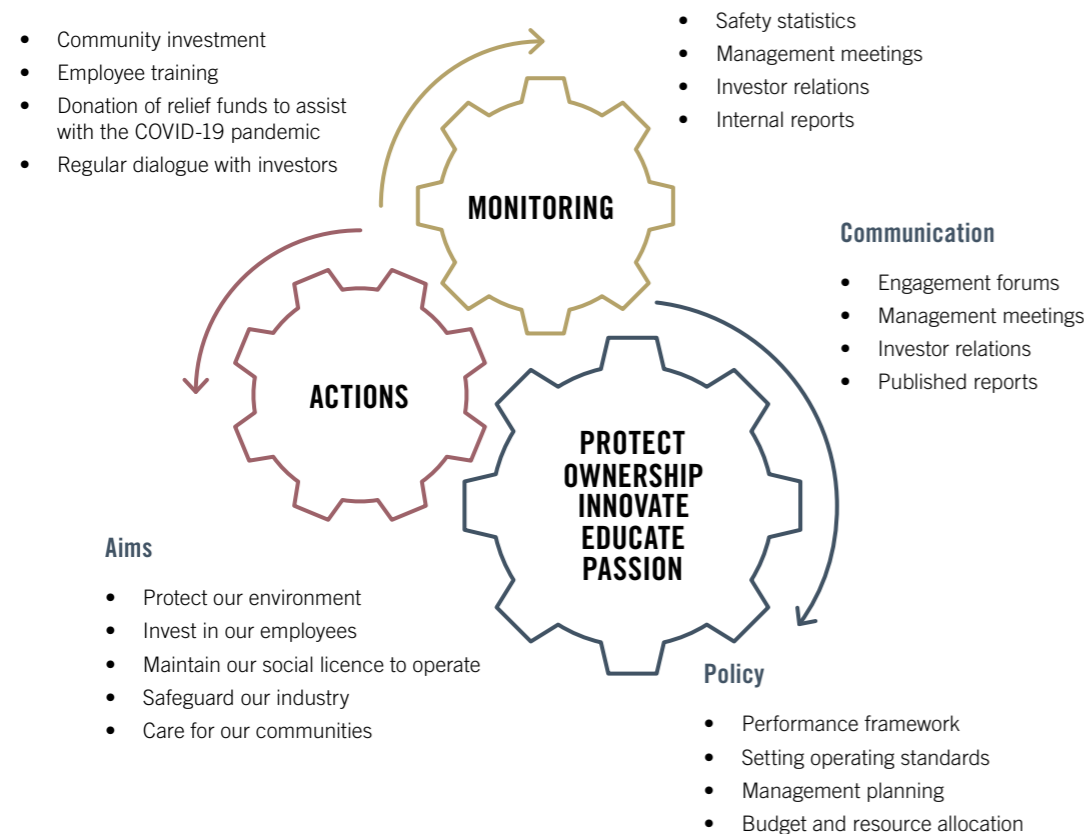 • Community investment
• Employee training
• Donation of relief funds to assist
with the COVID-19 pandemic
• Regular dialogue with investors
• Safety statistics
• Management meetings
• Investor relations
• Internal reports
MONITORING
Communication
• Engagement forums
• Management meetings
• Investor relations
• Published reports
ACTIONS
PROTECT
OWNERSHIP
INNOVATE
EDUCATE
PASSION
Aims
• Protect our environment
• Invest in our employees
• Maintain our social licence to operate
• Safeguard our industry
• Care for our communities
Policy
• Performance framework
• Setting operating standards
• Management planning
• Budget and resource allocation